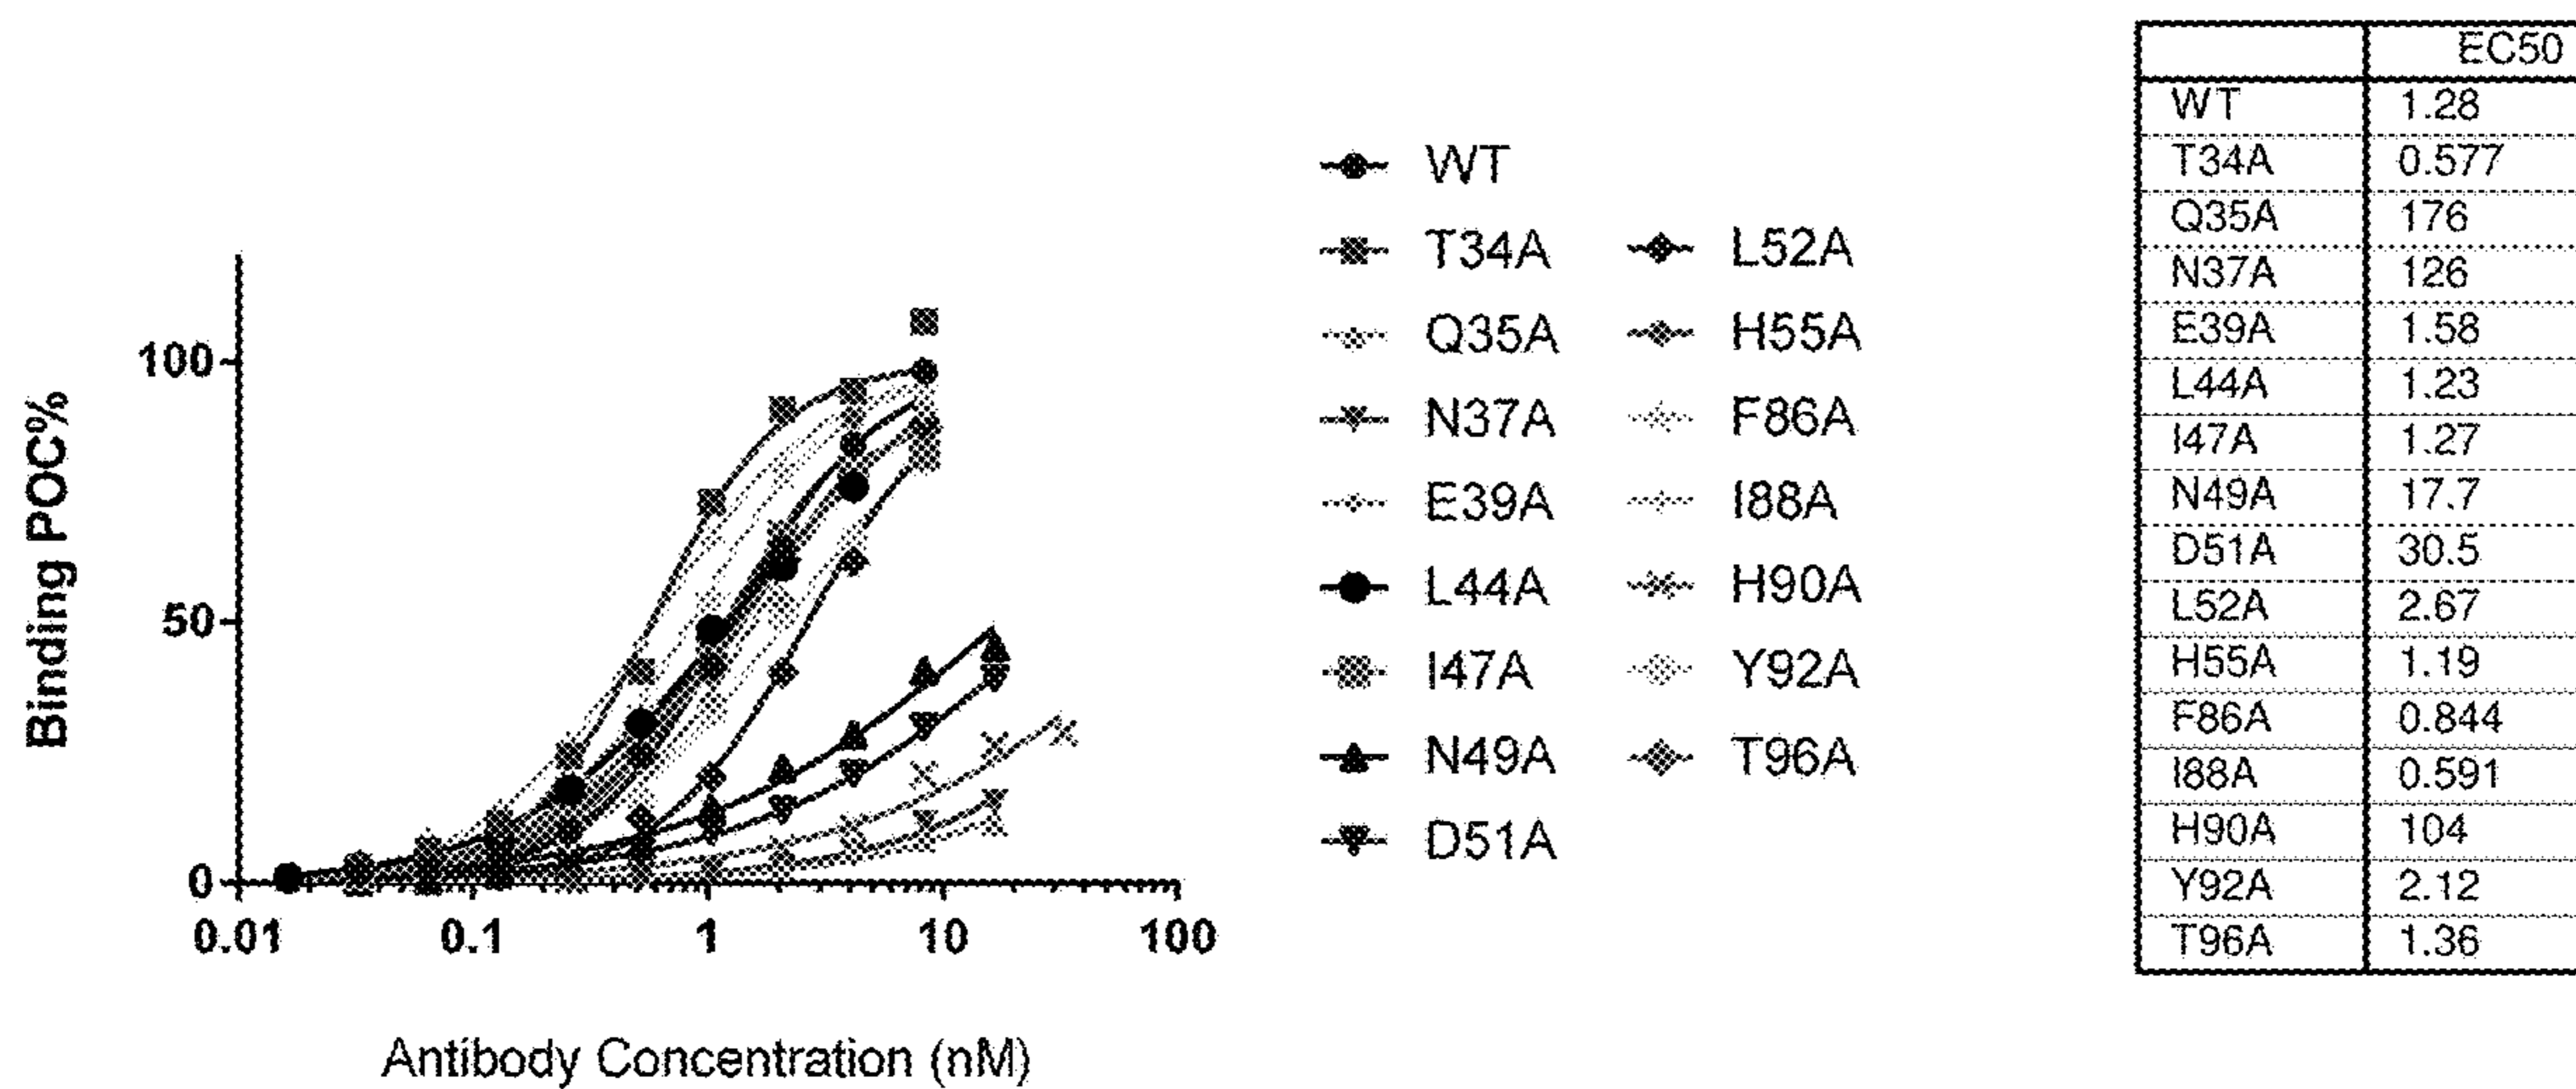 Binding POC%
100
50
0
0.01 0.1 1 10 100
Antibody Concentration (nM)
WT
T34A L52A
Q35A H55A
N37A F86A
E39A I88A
L44A H90A
I47A Y92A
N49A T96A
D51A
EC50
WT 1.28
T34A 0.577
Q35A 176
N37A 126
E39A 1.58
L44A 1.23
I47A 1.27
N49A 17.7
D51A 30.5
L52A 2.67
H55A 1.19
F86A 0.844
I88A 0.591
H90A 104
Y92A 2.12
T96A 1.36